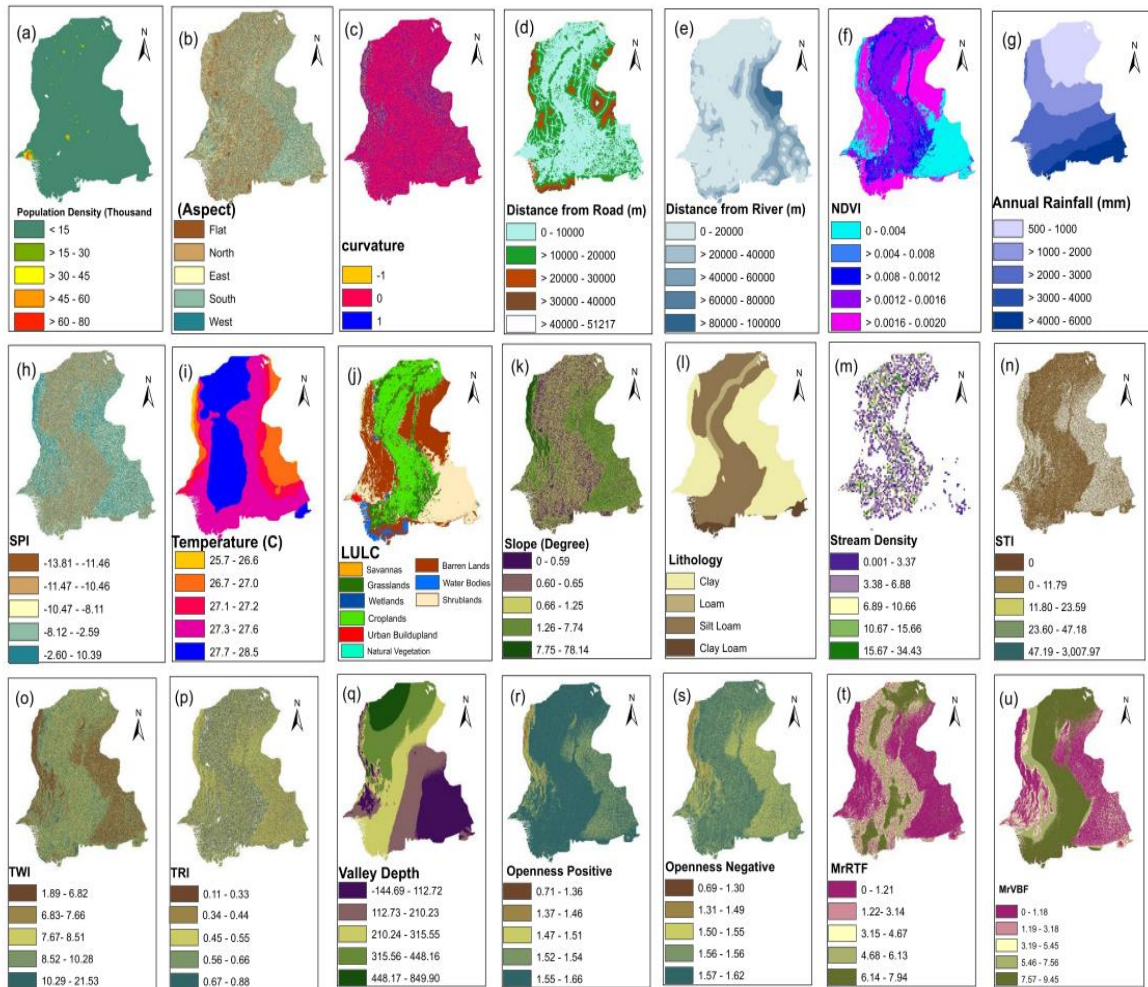 (a)
N
Population Density (Thousand
< 15
> 15 - 30
> 30 - 45
> 45 - 60
> 60 - 80
(b)
N
(Aspect)
Flat
North
East
South
West
(c)
N
curvature
-1
0
1
(d)
N
Distance from Road (m)
0 - 10000
> 10000 - 20000
> 20000 - 30000
> 30000 - 40000
> 40000 - 51217
(e)
N
Distance from River (m)
0 - 20000
> 20000 - 40000
> 40000 - 60000
> 60000 - 80000
> 80000 - 100000
(f)
N
NDVI
0 - 0.004
> 0.004 - 0.008
> 0.008 - 0.0012
> 0.0012 - 0.0016
> 0.0016 - 0.0020
(g)
N
Annual Rainfall (mm)
500 - 1000
> 1000 - 2000
> 2000 - 3000
> 3000 - 4000
> 4000 - 6000
(h)
N
SPI
-13.81 - -11.46
-11.47 - -10.46
-10.47 - -8.11
-8.12 - -2.59
-2.60 - 10.39
(i)
N
Temperature (C)
25.7 - 26.6
26.7 - 27.0
27.1 - 27.2
27.3 - 27.6
27.7 - 28.5
(j)
N
LULC
Savannas
Grasslands
Wetlands
Croplands
Urban Buildupland
Natural Vegetation
Barren Lands
Water Bodies
Shrublands
(k)
N
Slope (Degree)
0 - 0.59
0.60 - 0.65
0.66 - 1.25
1.26 - 7.74
7.75 - 78.14
(l)
N
Lithology
Clay
Loam
Silt Loam
Clay Loam
(m)
N
Stream Density
0.001 - 3.37
3.38 - 6.88
6.89 - 10.66
10.67 - 15.66
15.67 - 34.43
(n)
N
STI
0
0 - 11.79
11.80 - 23.59
23.60 - 47.18
47.19 - 3,007.97
(o)
N
TWI
1.89 - 6.82
6.83 - 7.66
7.67 - 8.51
8.52 - 10.28
10.29 - 21.53
(p)
N
TRI
0.11 - 0.33
0.34 - 0.44
0.45 - 0.55
0.56 - 0.66
0.67 - 0.88
(q)
N
Valley Depth
-144.69 - 112.72
112.73 - 210.23
210.24 - 315.55
315.56 - 448.16
448.17 - 849.90
(r)
N
Openness Positive
0.71 - 1.36
1.37 - 1.46
1.47 - 1.51
1.52 - 1.54
1.55 - 1.66
(s)
N
Openness Negative
0.69 - 1.30
1.31 - 1.49
1.50 - 1.55
1.56 - 1.56
1.57 - 1.62
(t)
N
MrRTF
0 - 1.21
1.22 - 3.14
3.15 - 4.67
4.68 - 6.13
6.14 - 7.94
(u)
N
MrVBF
0 - 1.18
1.19 - 3.18
3.19 - 5.45
5.46 - 7.56
7.57 - 9.45